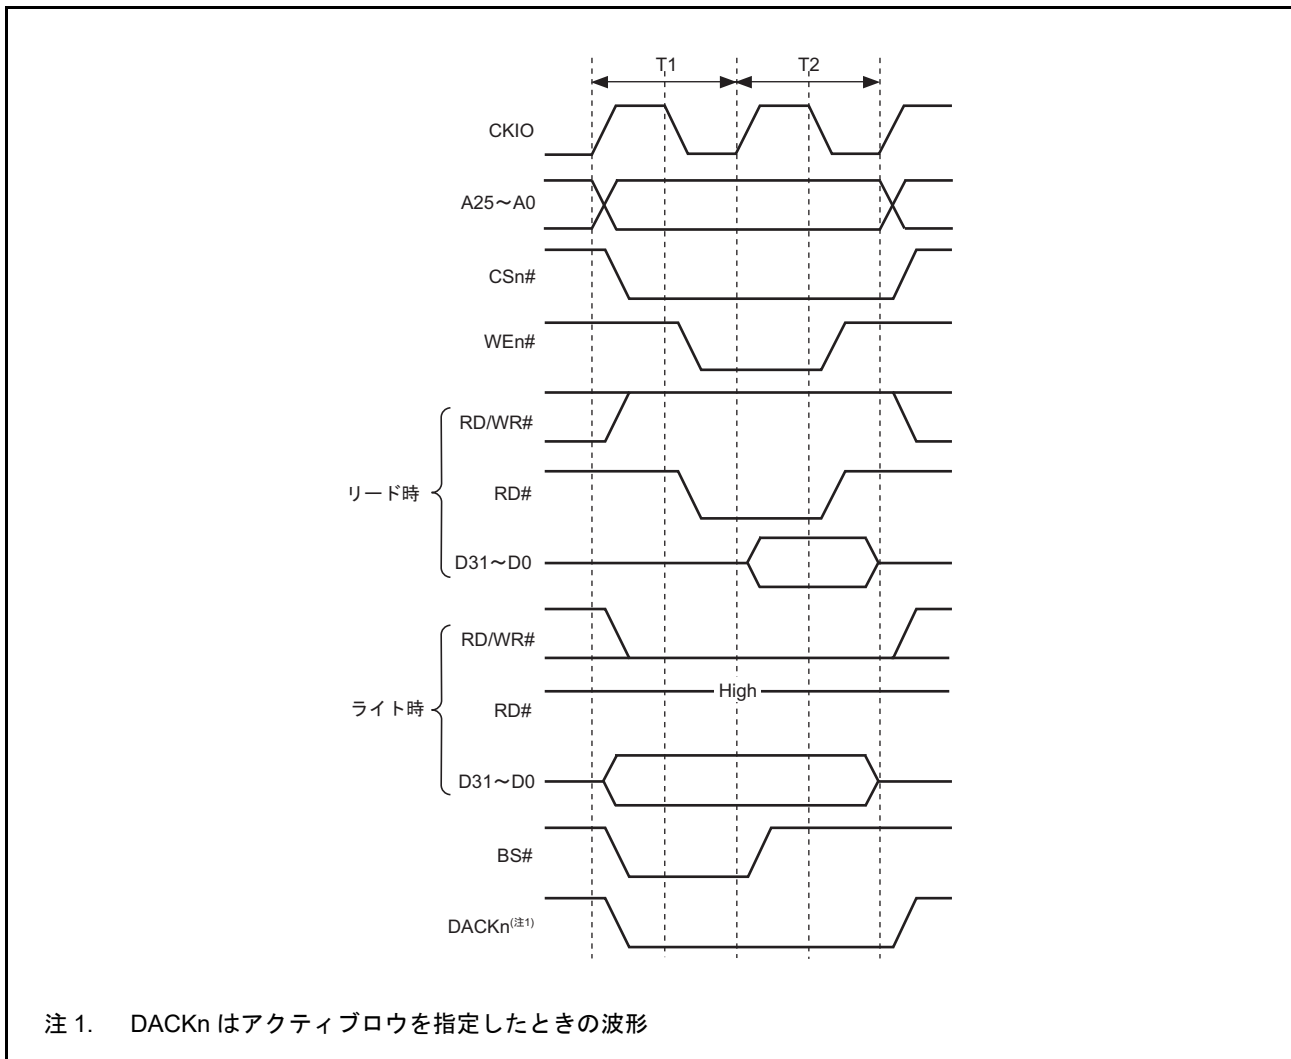 T1 T2
CKIO
A25～A0
CSn#
WEn#
RD/WR#
リード時
RD#
D31～D0
RD/WR#
High
ライト時
RD#
D31～D0
BS#
DACKn(注1)
注 1. DACKn はアクティブロウを指定したときの波形